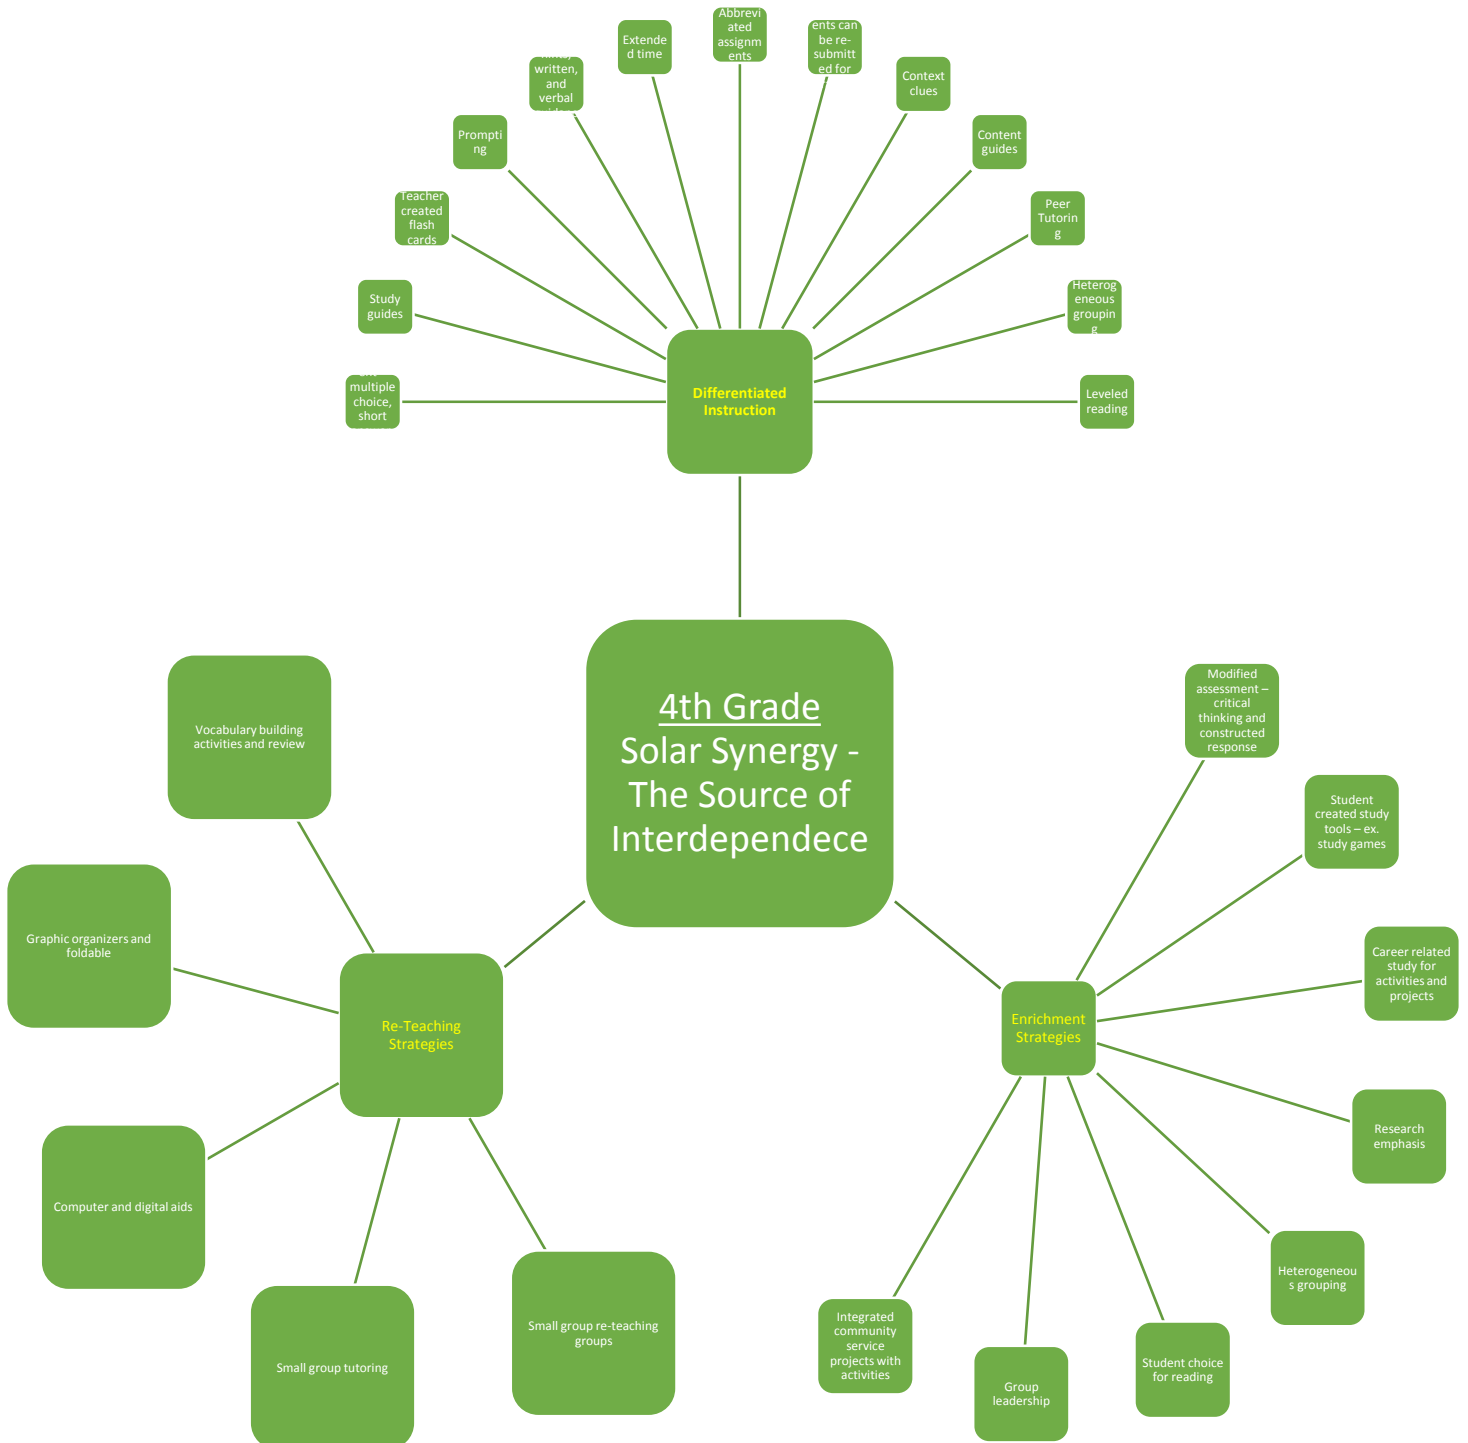 Abbrevi
ated
assignm
ents
Extende
d time
ents can
be re-
submitt
ed for
written,
and
verbal
Context
clues
Prompti
ng
Content
guides
Teacher
created
flash
cards
Peer
Tutorin
g
Study
guides
Heterog
eneous
groupin
g
multiple
choice,
short
Differentiated
Instruction
Leveled
reading
4th Grade
Solar Synergy -
The Source of
Interdependece
Vocabulary building
activities and review
Graphic organizers and
foldable
Re-Teaching
Strategies
Computer and digital aids
Small group tutoring
Small group re-teaching
groups
Modified
assessment –
critical
thinking and
constructed
response
Student
created study
tools – ex.
study games
Career related
study for
activities and
projects
Enrichment
Strategies
Research
emphasis
Heterogeneou
s grouping
Student choice
for reading
Group
leadership
Integrated
community
service
projects with
activities